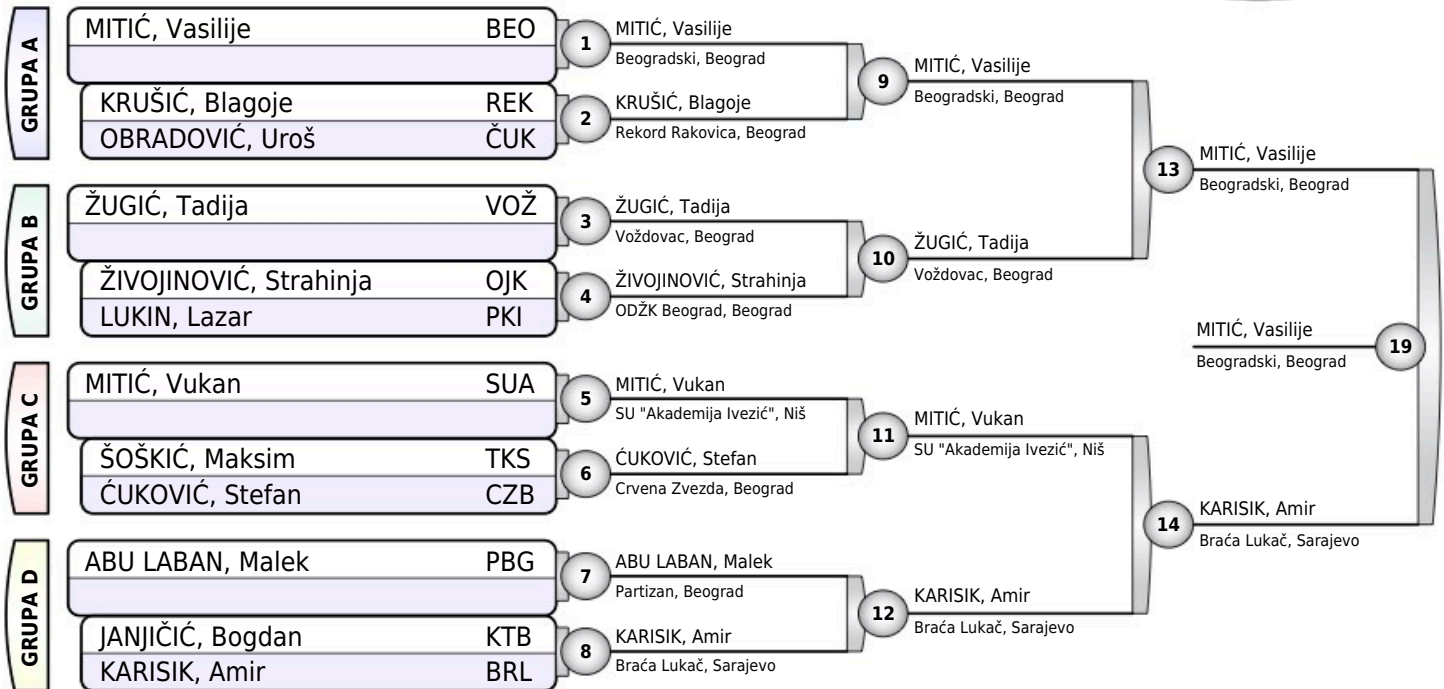 GRUPA A
MITIĆ, Vasilije BEO
KRUŠIĆ, Blagoje REK
OBRADOVIĆ, Uroš ČUK
GRUPA B
ŽUGIĆ, Tadija VOŽ
ŽIVOJINOVIĆ, Strahinja OJK
LUKIN, Lazar PKI
GRUPA C
MITIĆ, Vukan SUA
ŠOŠKIĆ, Maksim TKS
ĆUKOVIĆ, Stefan CZB
GRUPA D
ABU LABAN, Malek PBG
JANJIČIĆ, Bogdan KTB
KARISIK, Amir BRL
1
MITIĆ, Vasilije
Beogradski, Beograd
2
KRUŠIĆ, Blagoje
Rekord Rakovica, Beograd
3
ŽUGIĆ, Tadija
Voždovac, Beograd
4
ŽIVOJINOVIĆ, Strahinja
ODŽK Beograd, Beograd
5
MITIĆ, Vukan
SU "Akademija Ivezić", Niš
6
ĆUKOVIĆ, Stefan
Crvena Zvezda, Beograd
7
ABU LABAN, Malek
Partizan, Beograd
8
KARISIK, Amir
Braća Lukač, Sarajevo
9
MITIĆ, Vasilije
Beogradski, Beograd
10
ŽUGIĆ, Tadija
Voždovac, Beograd
11
MITIĆ, Vukan
SU "Akademija Ivezić", Niš
12
KARISIK, Amir
Braća Lukač, Sarajevo
13
MITIĆ, Vasilije
Beogradski, Beograd
14
KARISIK, Amir
Braća Lukač, Sarajevo
MITIĆ, Vasilije
Beogradski, Beograd
19